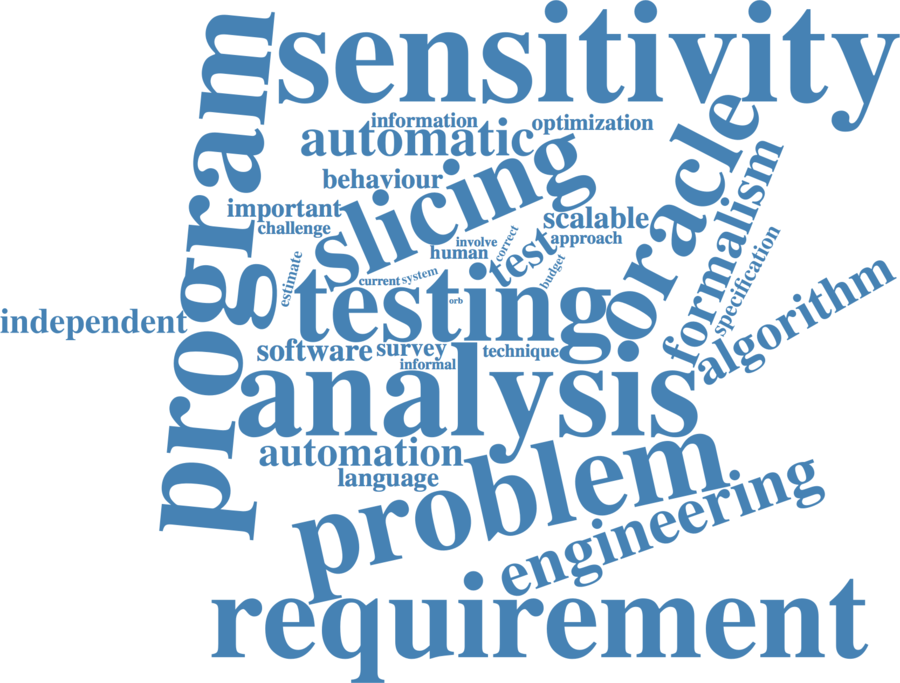 sensitivity
program
information
automatic
optimization
oracle
behaviour
slicing
formalism
important
scalable
challenge
correct
test
approach
involve
human
specification
estimate
current
system
budget
testing
orb
independent
algorithm
software
survey
technique
informal
analysis
automation
language
problem
engineering
requirement